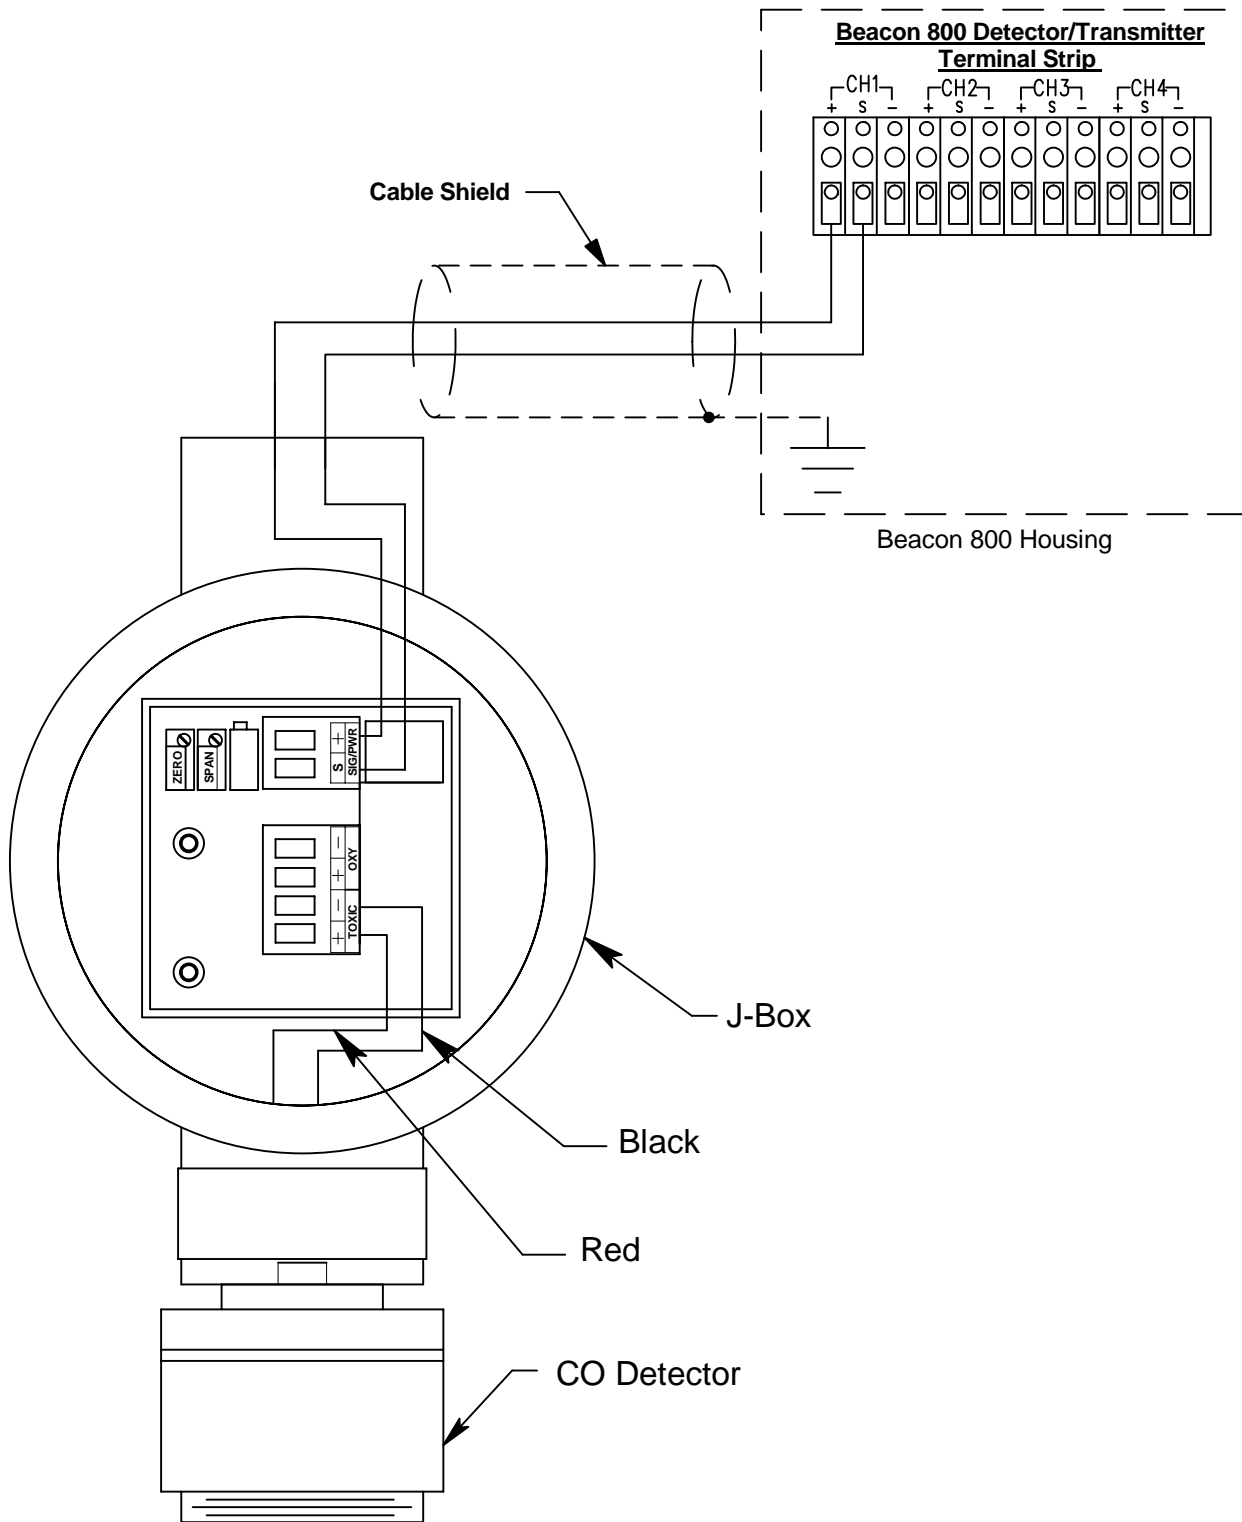 Beacon 800 Detector/Transmitter
Terminal Strip
CH1 CH2 CH3 CH4
+ S - + S - + S - + S -
Cable Shield
Beacon 800 Housing
ZERO
SPAN
S +
SIG/PWR
+ - + -
TOXIC OXY
J-Box
Black
Red
CO Detector